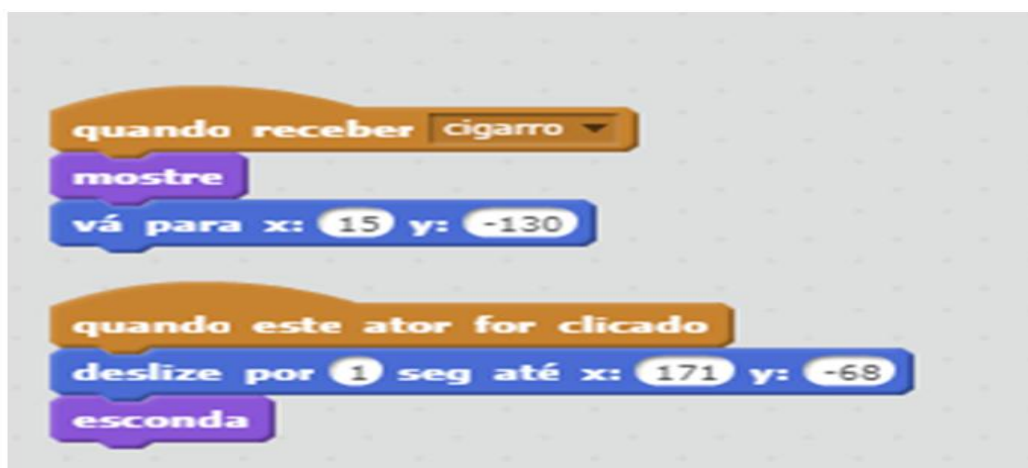 quando receber cigarro
mostre
vá para x: 15 y: -130
quando este ator for clicado
deslize por 1 seg até x: 171 y: -68
esconda